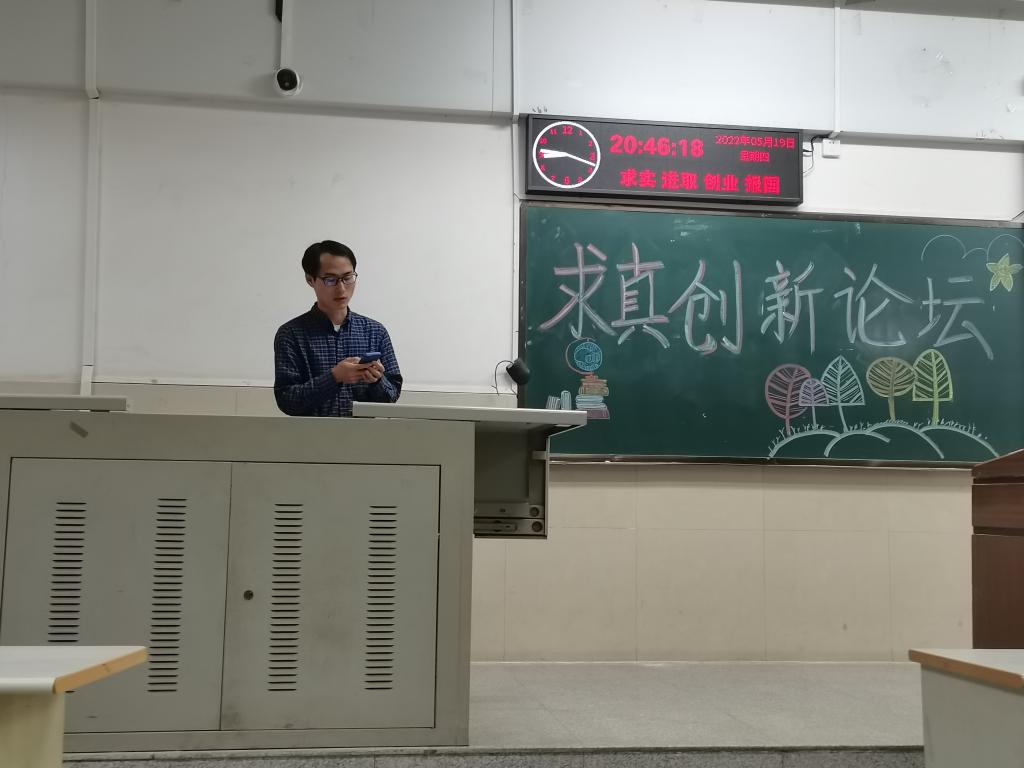 12
20:46:18
2022年05月19日
星期四
求实 进取 创业 报国
求真创新论坛